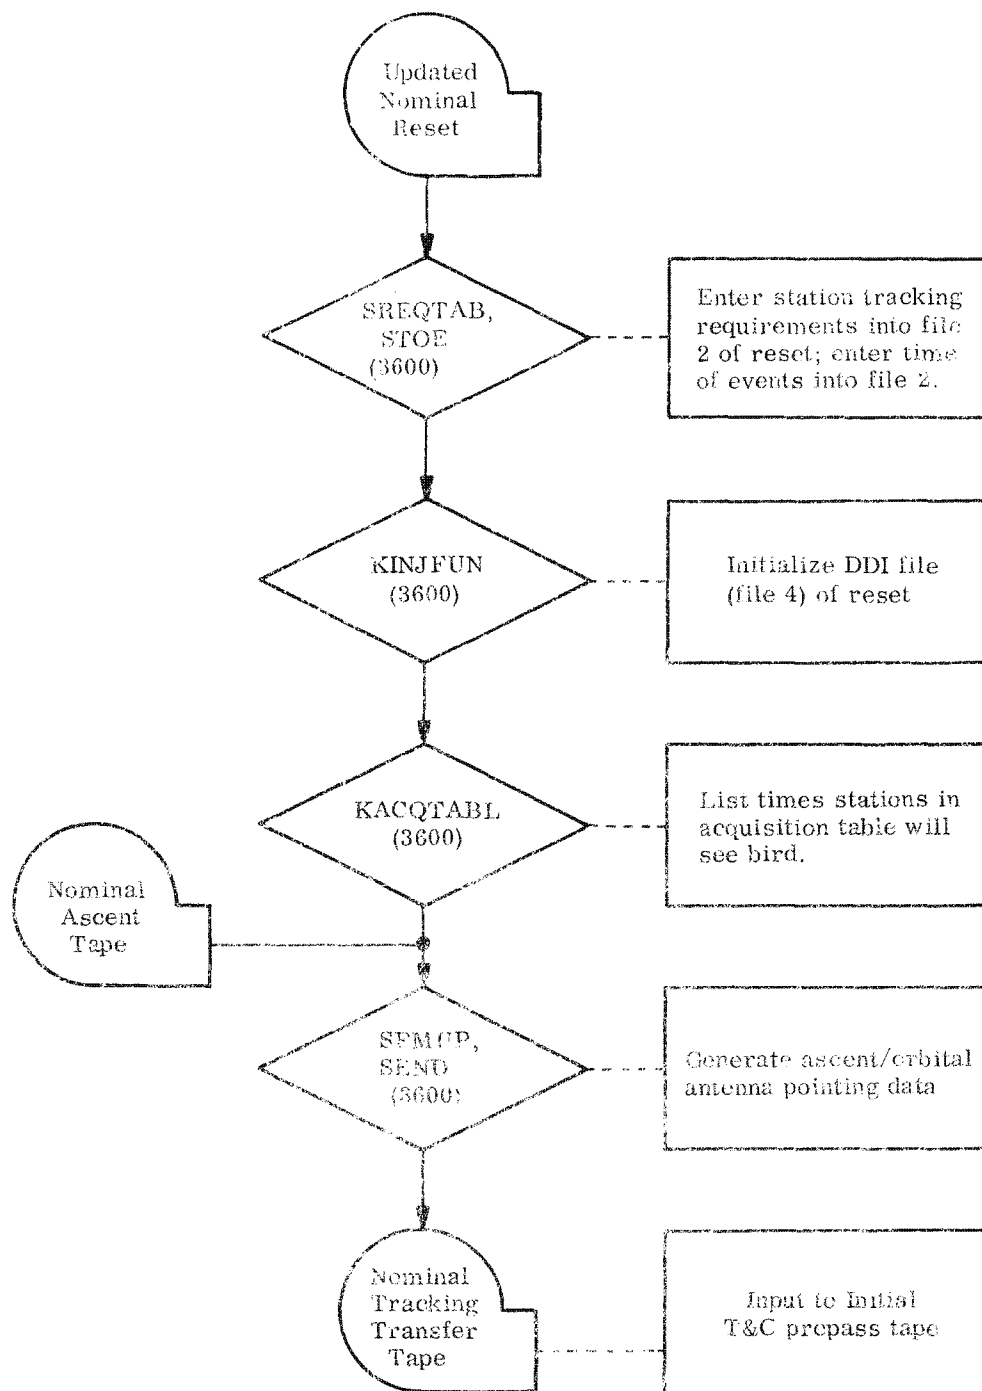 Updated
Nominal
Reset
SREQTAB,
STOE
(3600)
Enter station tracking
requirements into file
2 of reset; enter time
of events into file 2.
KINJFUN
(3600)
Initialize DDI file
(file 4) of reset
KACQTABL
(3600)
List times stations in
acquisition table will
see bird.
Nominal
Ascent
Tape
SEND
(3600)
Generate ascent/orbital
antenna pointing data
Nominal
Tracking
Transfer
Tape
Input to Initial
T&C prepass tape